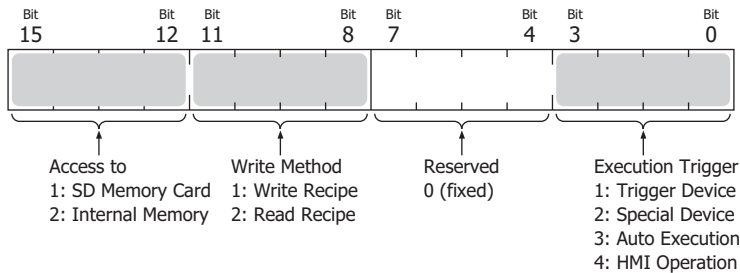 Bit Bit Bit Bit Bit Bit Bit Bit
15 12 11 8 7 4 3 0
Access to Write Method Reserved Execution Trigger
1: SD Memory Card 1: Write Recipe 0 (fixed) 1: Trigger Device
2: Internal Memory 2: Read Recipe 2: Special Device
3: Auto Execution
4: HMI Operation